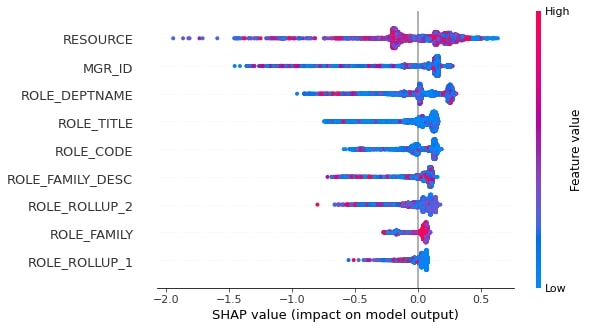 High
RESOURCE
MGR_ID
ROLE_DEPTNAME
ROLE_TITLE
ROLE_CODE
ROLE_FAMILY_DESC
ROLE_ROLLUP_2
ROLE_FAMILY
ROLE_ROLLUP_1
Feature value
Low
−2.0 −1.5 −1.0 −0.5 0.0 0.5
SHAP value (impact on model output)